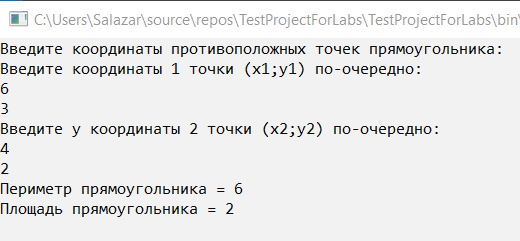 C:\Users\Salazar\source\repos\TestProjectForLabs\TestProjectForLabs\bin\
Введите координаты противоположных точек прямоугольника:
Введите координаты 1 точки (x1;y1) по-очередно:
6
3
Введите y координаты 2 точки (x2;y2) по-очередно:
4
2
Периметр прямоугольника = 6
Площадь прямоугольника = 2